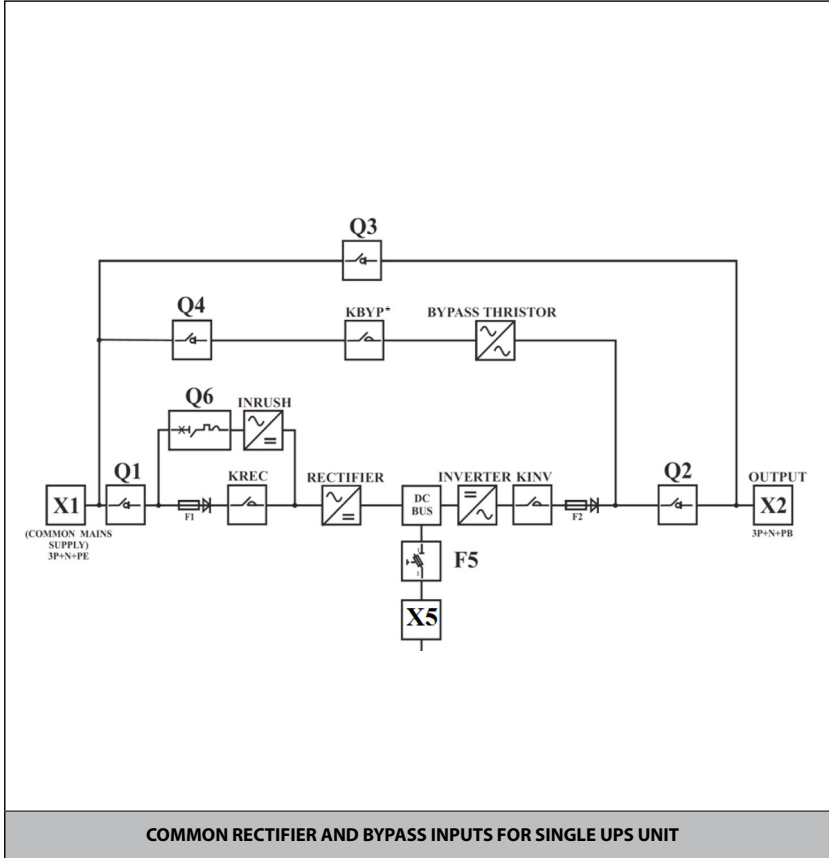 Q3
Q4
KBYP*
BYPASS THRISTOR
Q6
INRUSH
Q1
KREC
RECTIFIER
INVERTER
KINV
Q2
OUTPUT
X1
F1
DC
BUS
F2
X2
(COMMON MAINS
SUPPLY)
3P+N+PE
3P+N+PB
F5
X5
COMMON RECTIFIER AND BYPASS INPUTS FOR SINGLE UPS UNIT